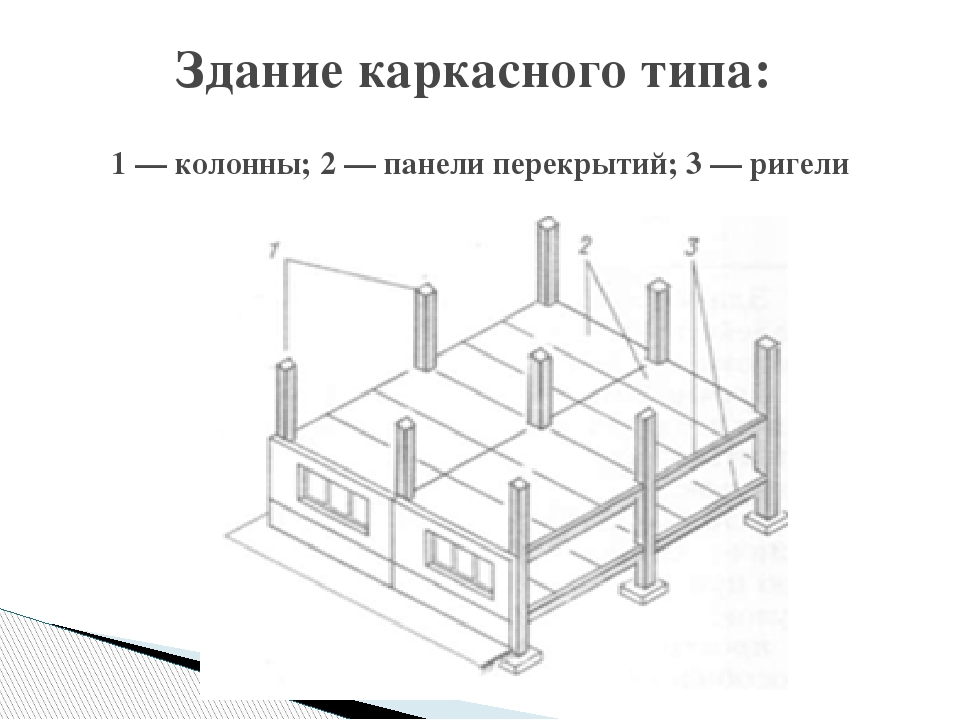 Здание каркасного типа:
1 — колонны; 2 — панели перекрытий; 3 — ригели
1 2 3